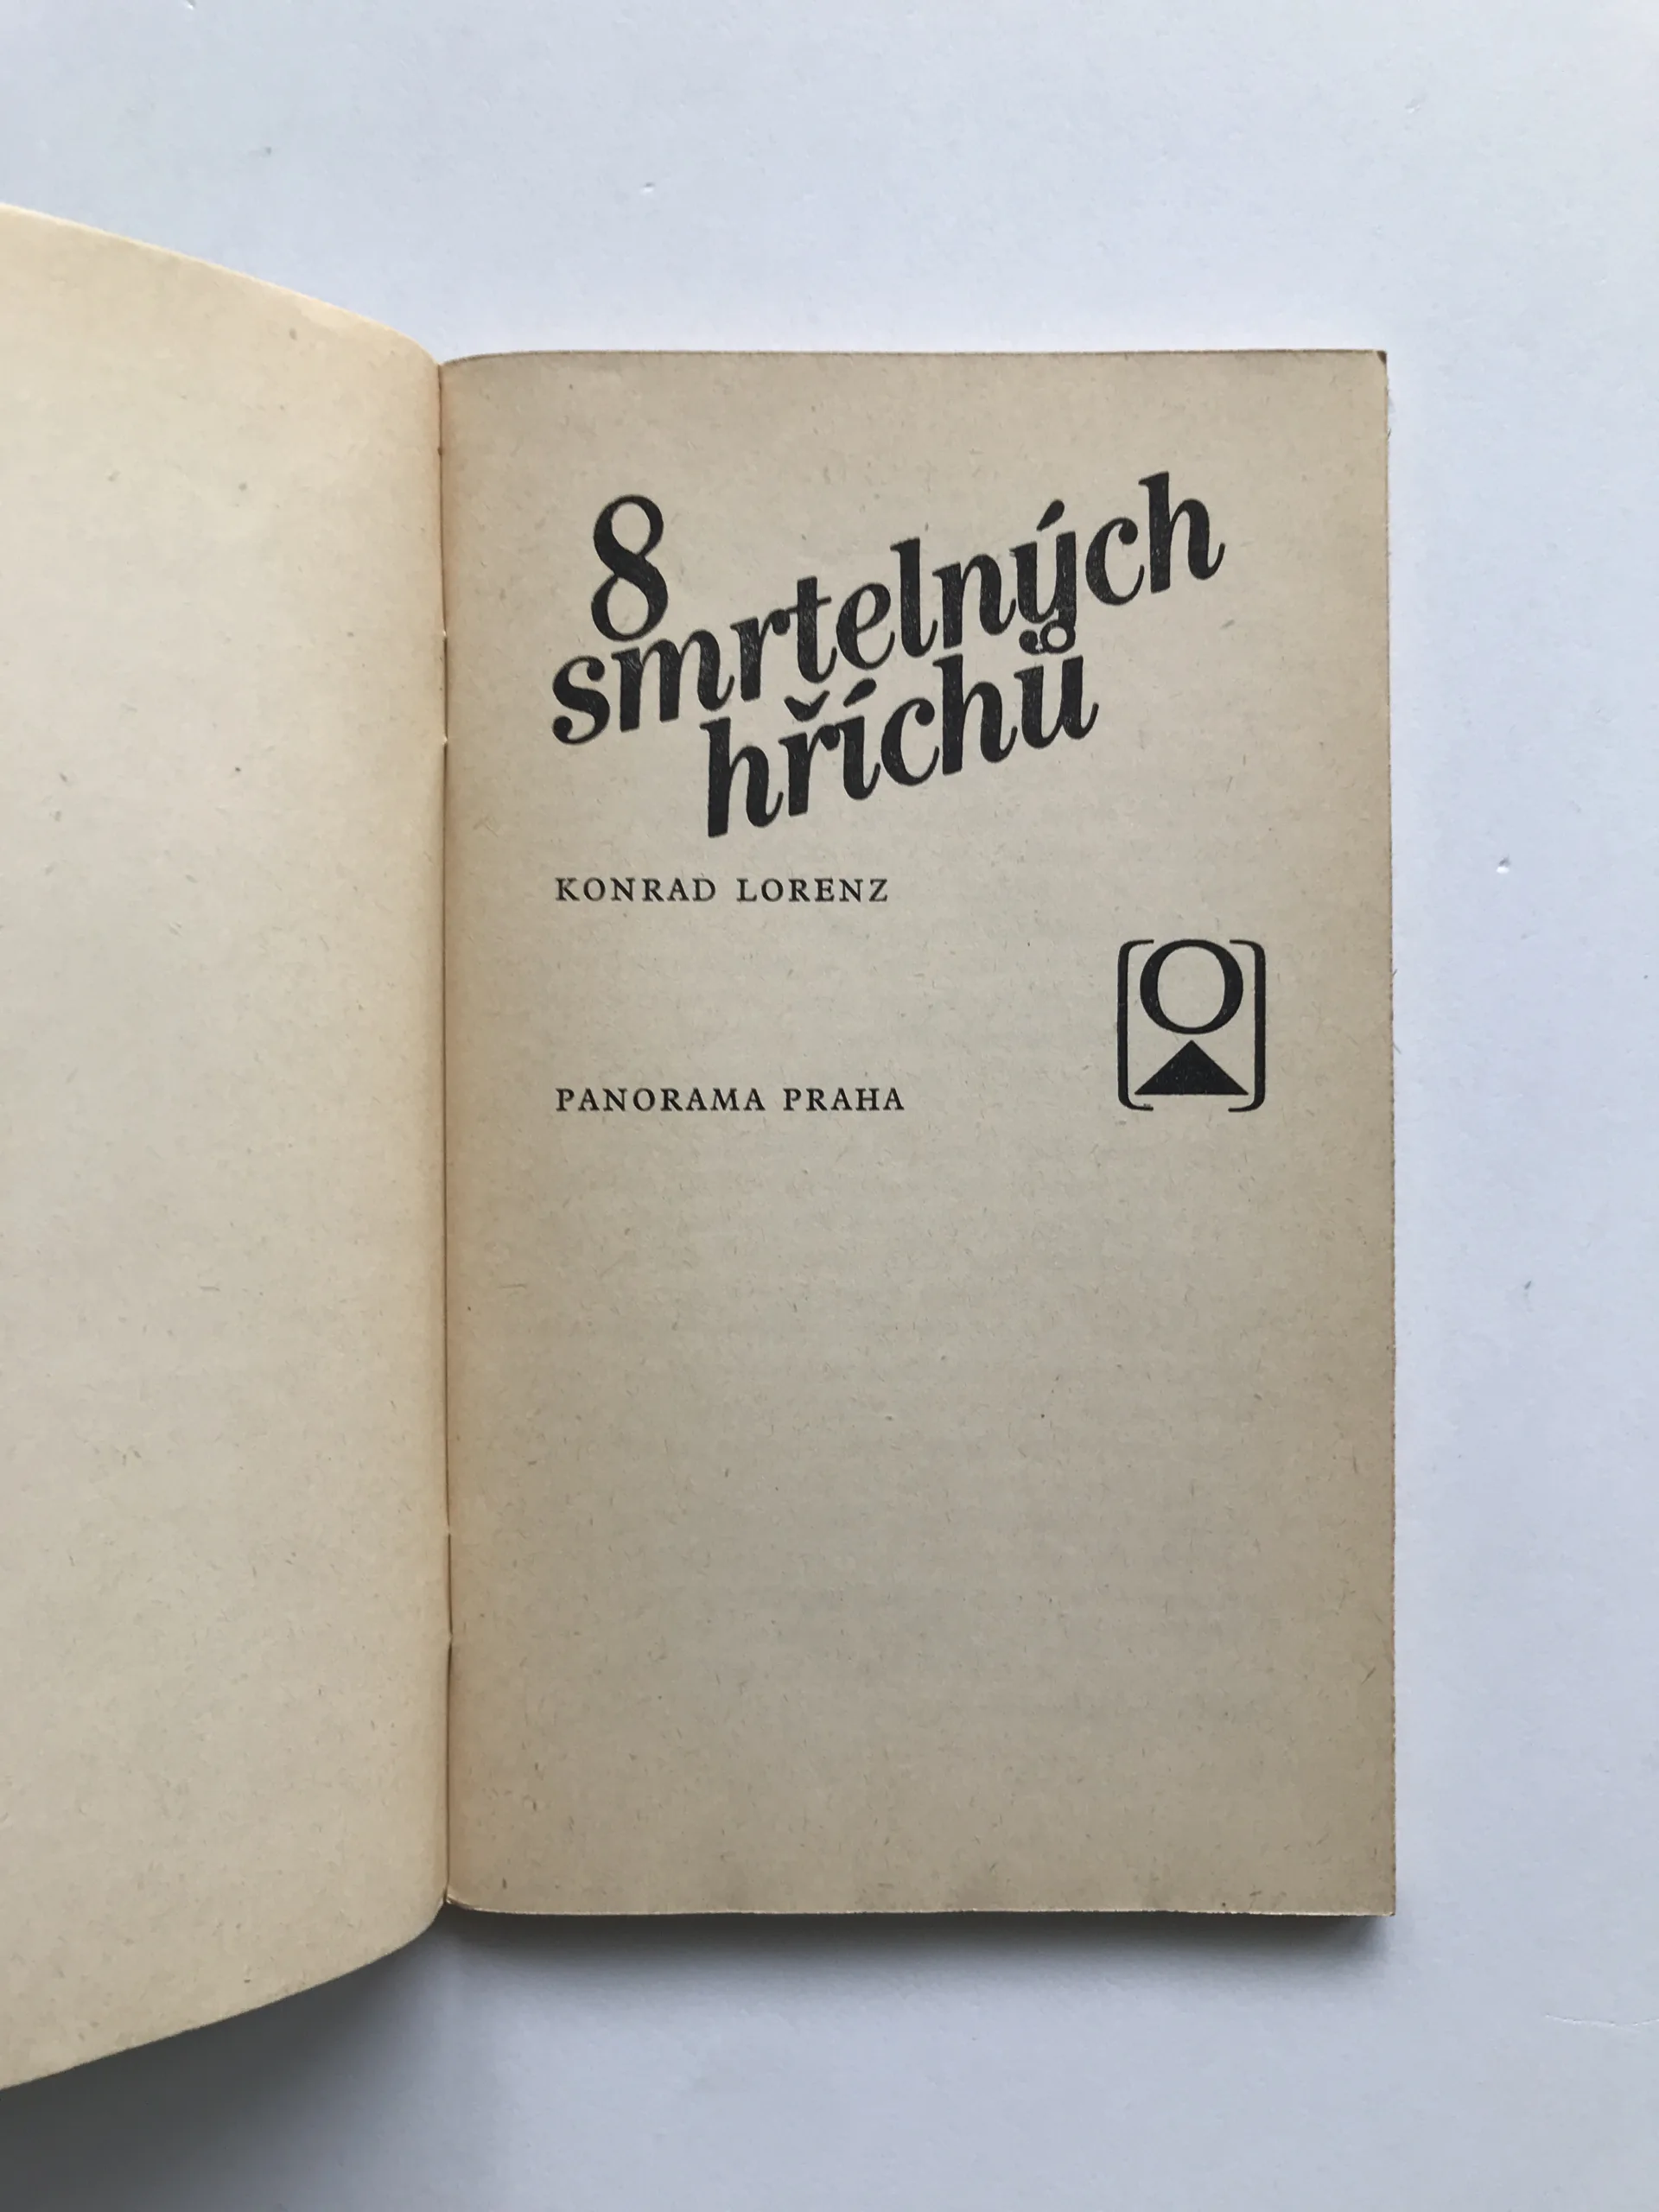 8
smrtelných
hříchů
KONRAD LORENZ
PANORAMA PRAHA